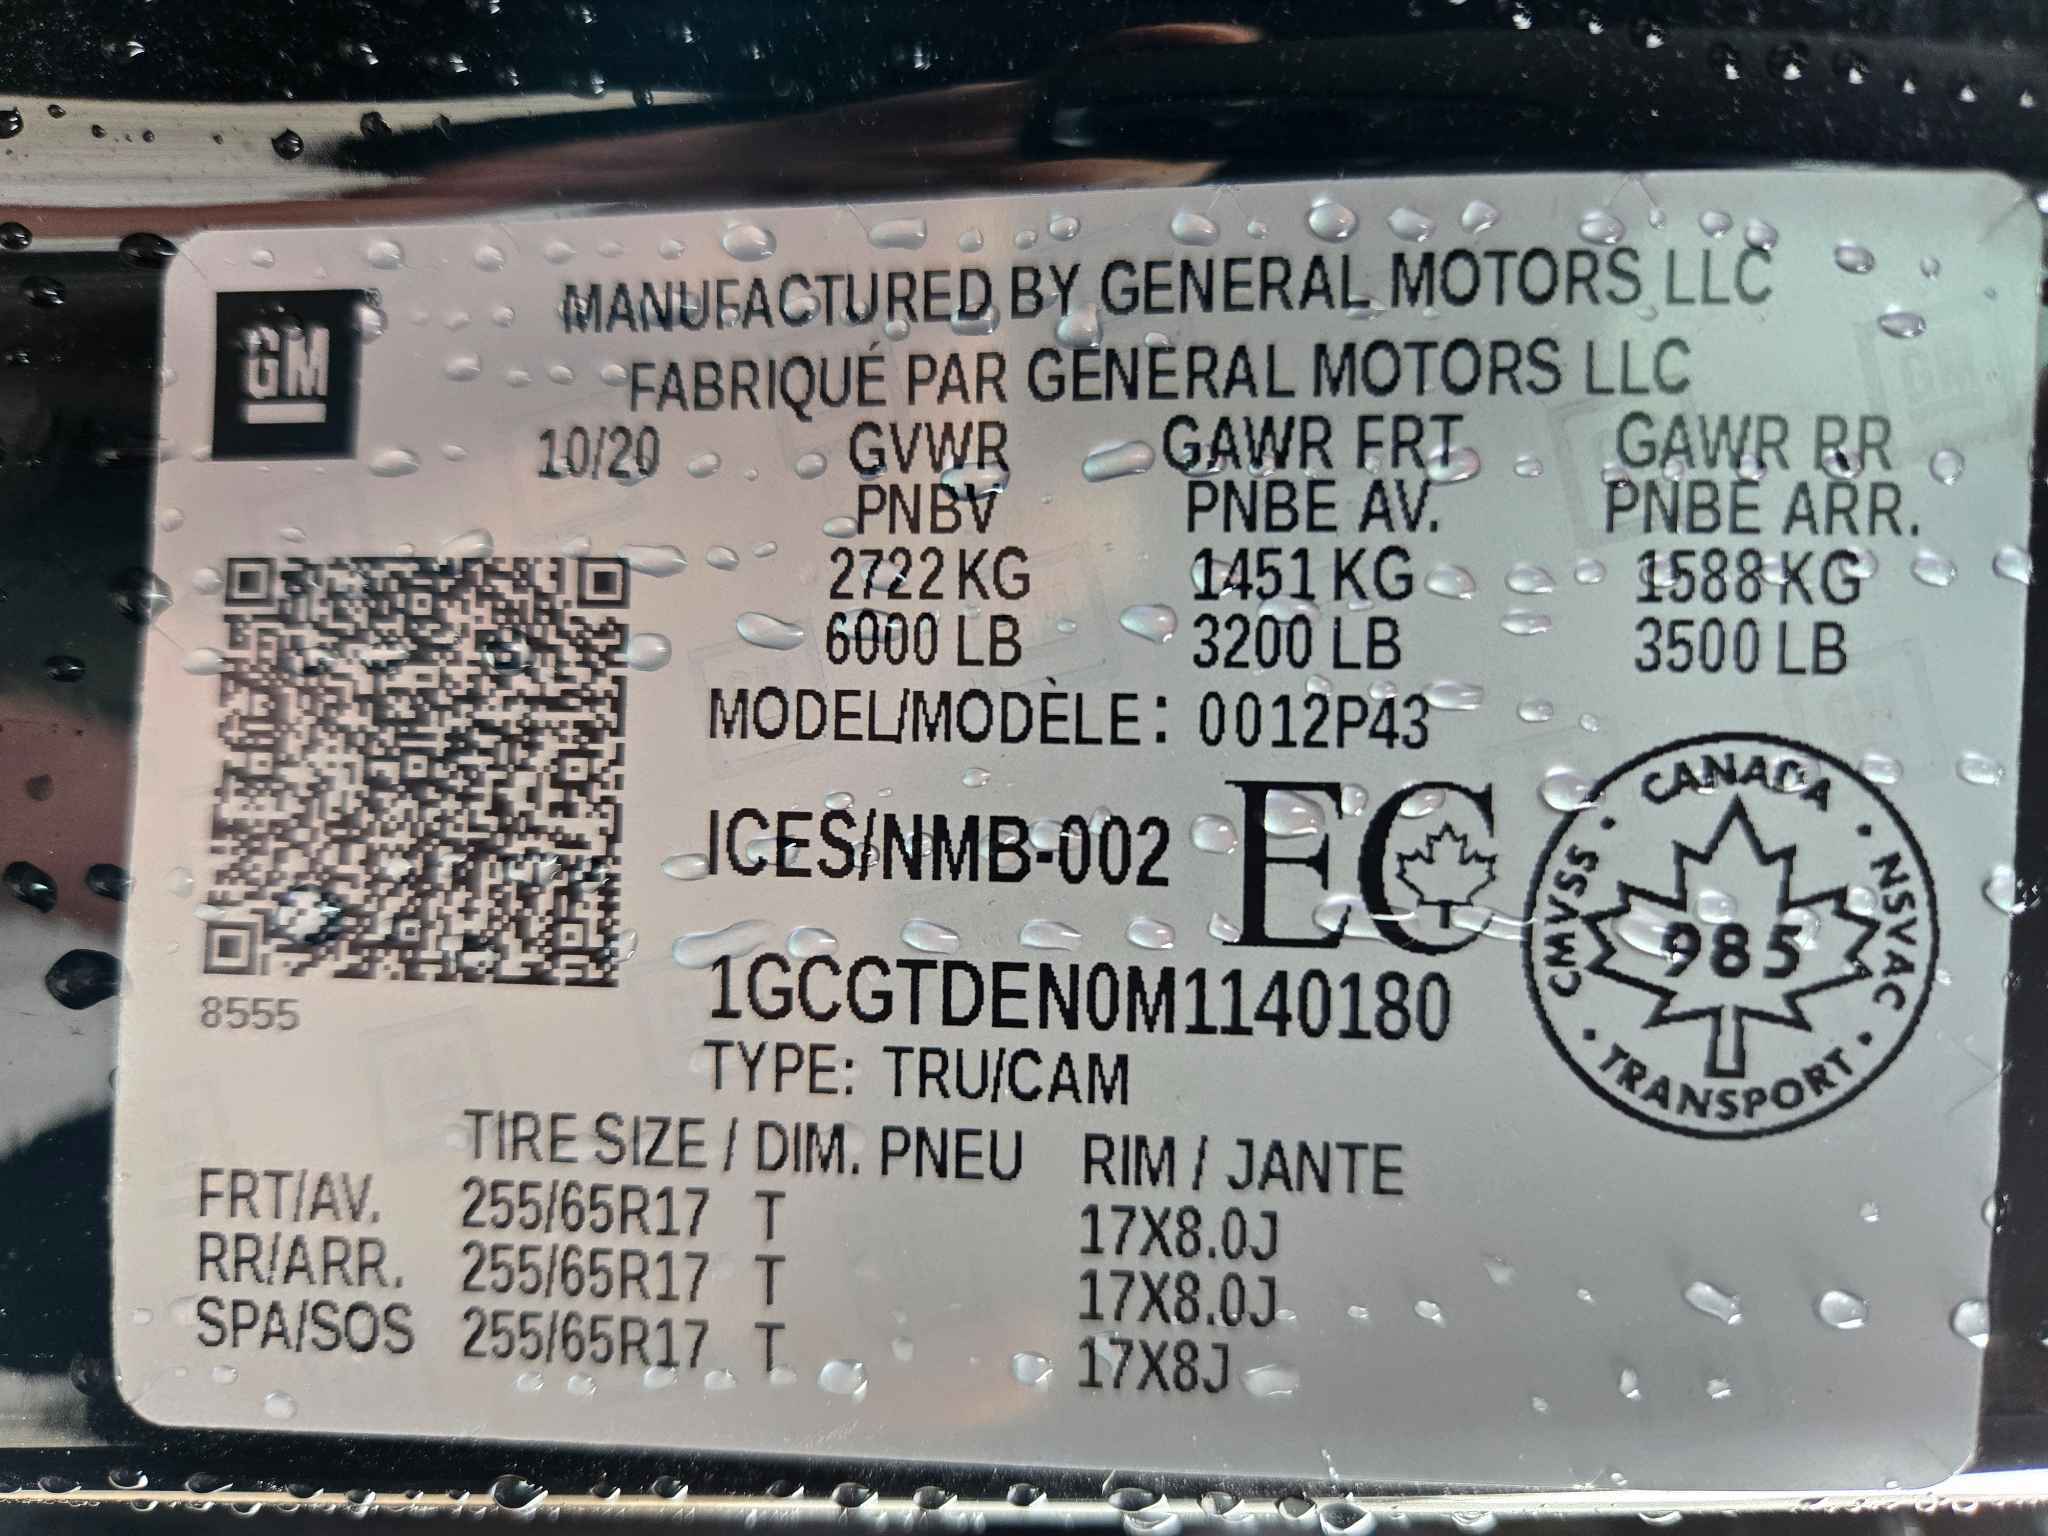 GM
MANUFACTURED BY GENERAL MOTORS LLC
FABRIQUÉ PAR GENERAL MOTORS LLC
10/20 GVWR GAWR FRT GAWR RR
PNBV PNBE AV. PNBE ARR.
2722 KG 1451 KG 1588 KG
6000 LB 3200 LB 3500 LB
MODEL/MODÈLE: 0012P43
ICES/NMB-002 EC
CANADA · NSVAC · TRANSPORT · CMVSS ·
985
8555
1GCGTDEN0M1140180
TYPE: TRU/CAM
TIRE SIZE / DIM. PNEU RIM / JANTE
FRT/AV. 255/65R17 T 17X8.0J
RR/ARR. 255/65R17 T 17X8.0J
SPA/SOS 255/65R17 T 17X8J